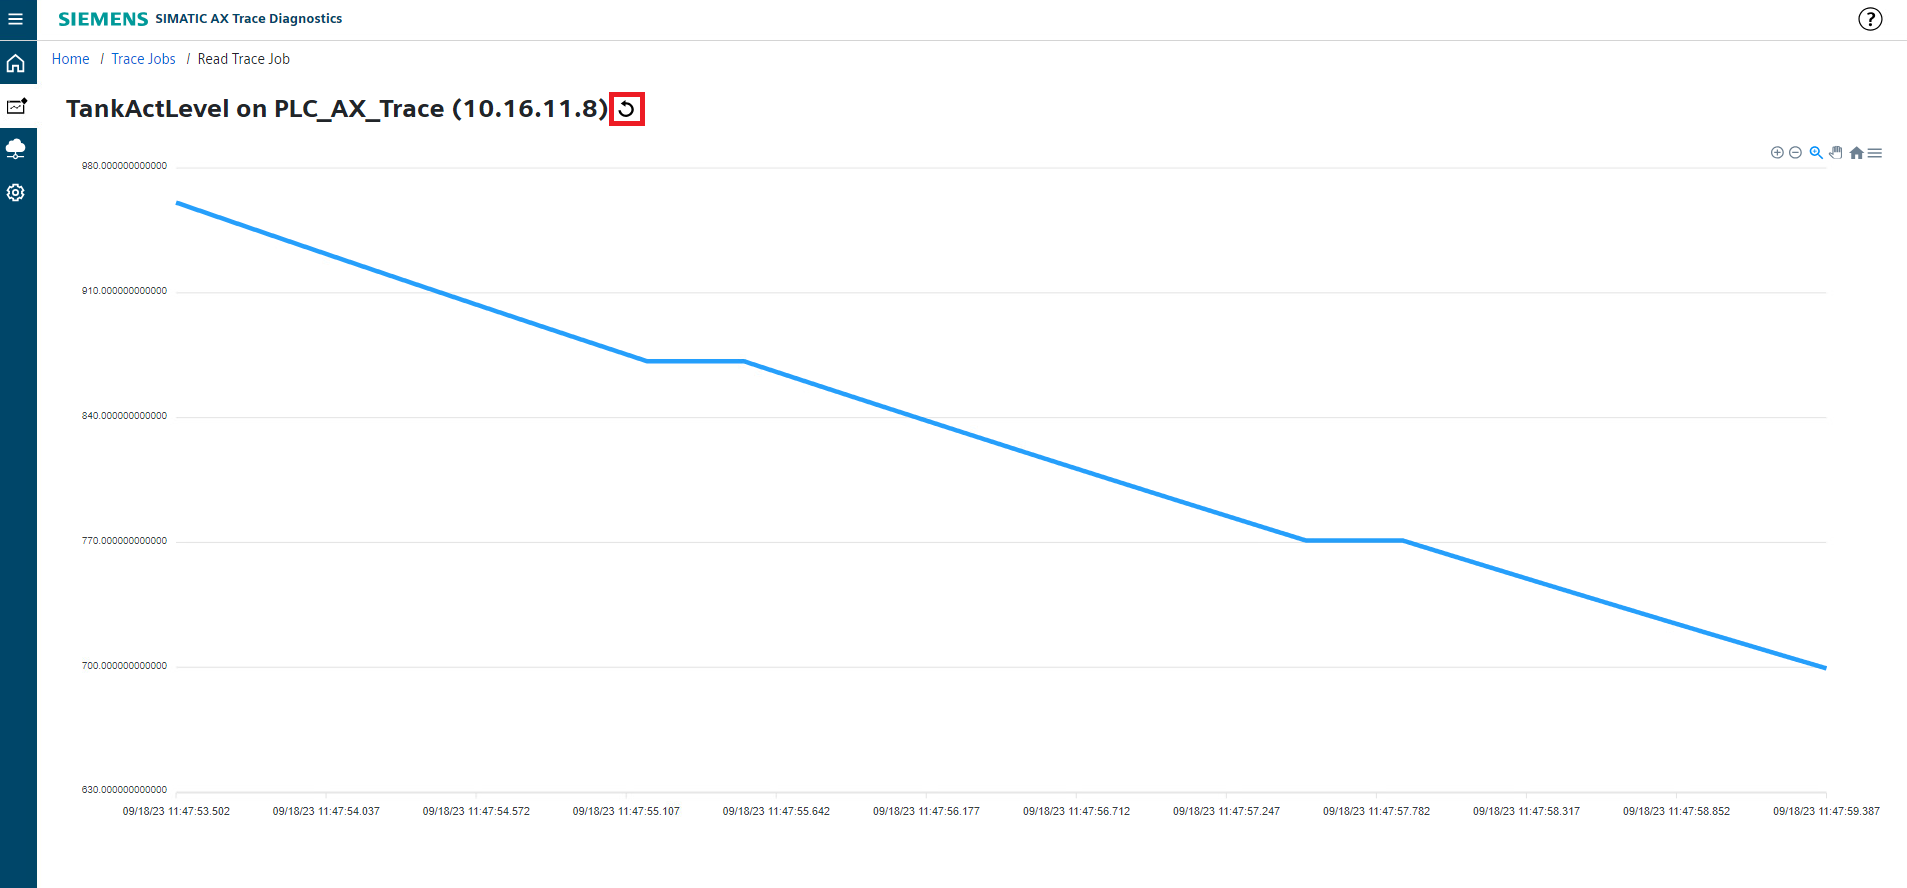 SIEMENS SIMATIC AX Trace Diagnostics
Home / Trace Jobs / Read Trace Job
TankActLevel on PLC_AX_Trace (10.16.11.8)
980.000000000000
910.000000000000
840.000000000000
770.000000000000
700.000000000000
630.000000000000
09/18/23 11:47:53.502 09/18/23 11:47:54.037 09/18/23 11:47:54.572 09/18/23 11:47:55.107 09/18/23 11:47:55.642 09/18/23 11:47:56.177 09/18/23 11:47:56.712 09/18/23 11:47:57.247 09/18/23 11:47:57.782 09/18/23 11:47:58.317 09/18/23 11:47:58.852 09/18/23 11:47:59.387